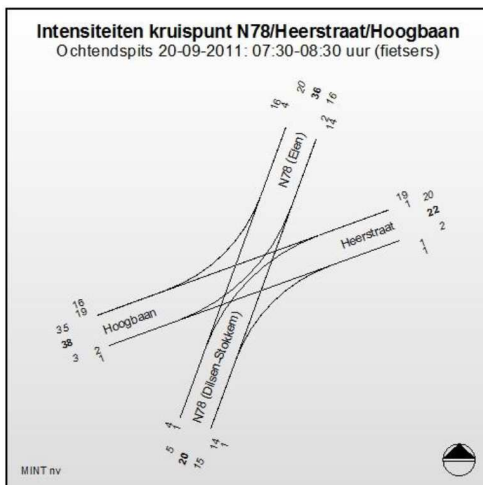 Intensiteiten kruispunt N78/Heerstraat/Hoogbaan
Ochtendspits 20-09-2011: 07:30-08:30 uur (fietsers)
20 36 16
16 4
2 14
N78 (Elen)
19 1
20 22 2
1 1
Heerstraat
19
35 38 3
2 1
Hoogbaan
N78 (Dilsen-Stokkem)
4 1
5 20 15
14 1
MINT nv